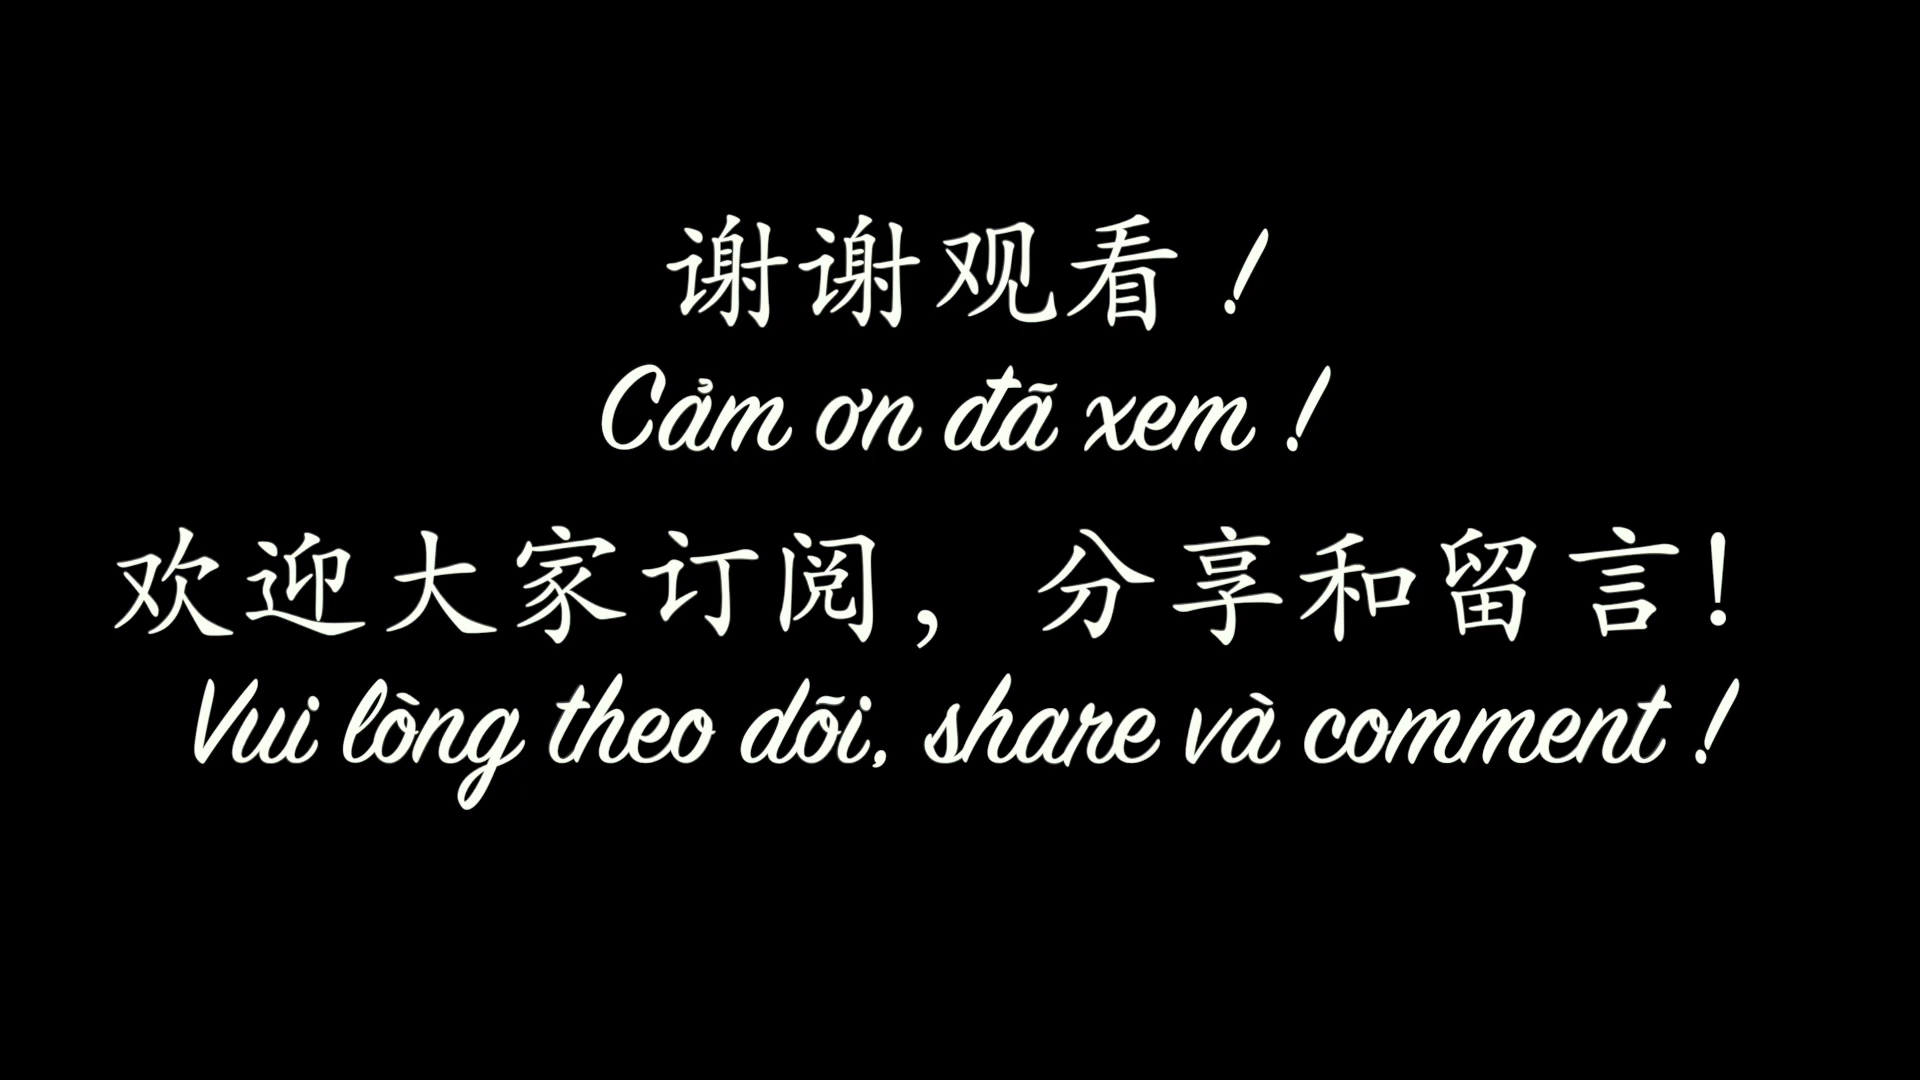 谢谢观看！
Cảm ơn đã xem !
欢迎大家订阅，分享和留言!
Vui lòng theo dõi, share và comment !